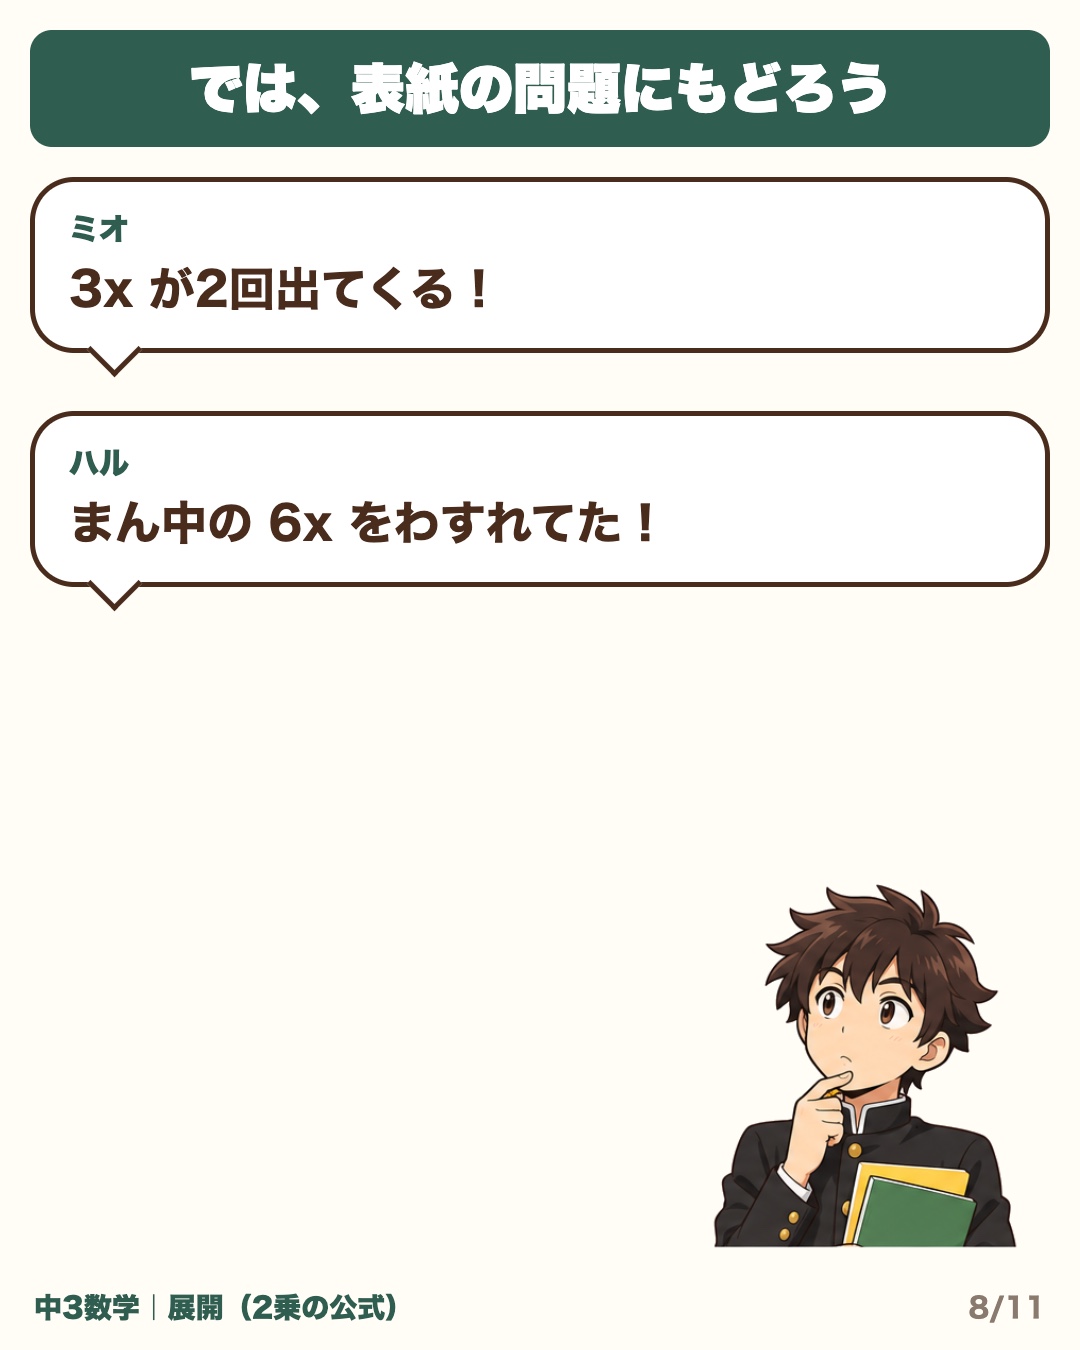 では、表紙の問題にもどろう
ミオ
3x が2回出てくる！
ハル
まん中の 6x をわすれてた！
中3数学｜展開（2乗の公式）
8/11